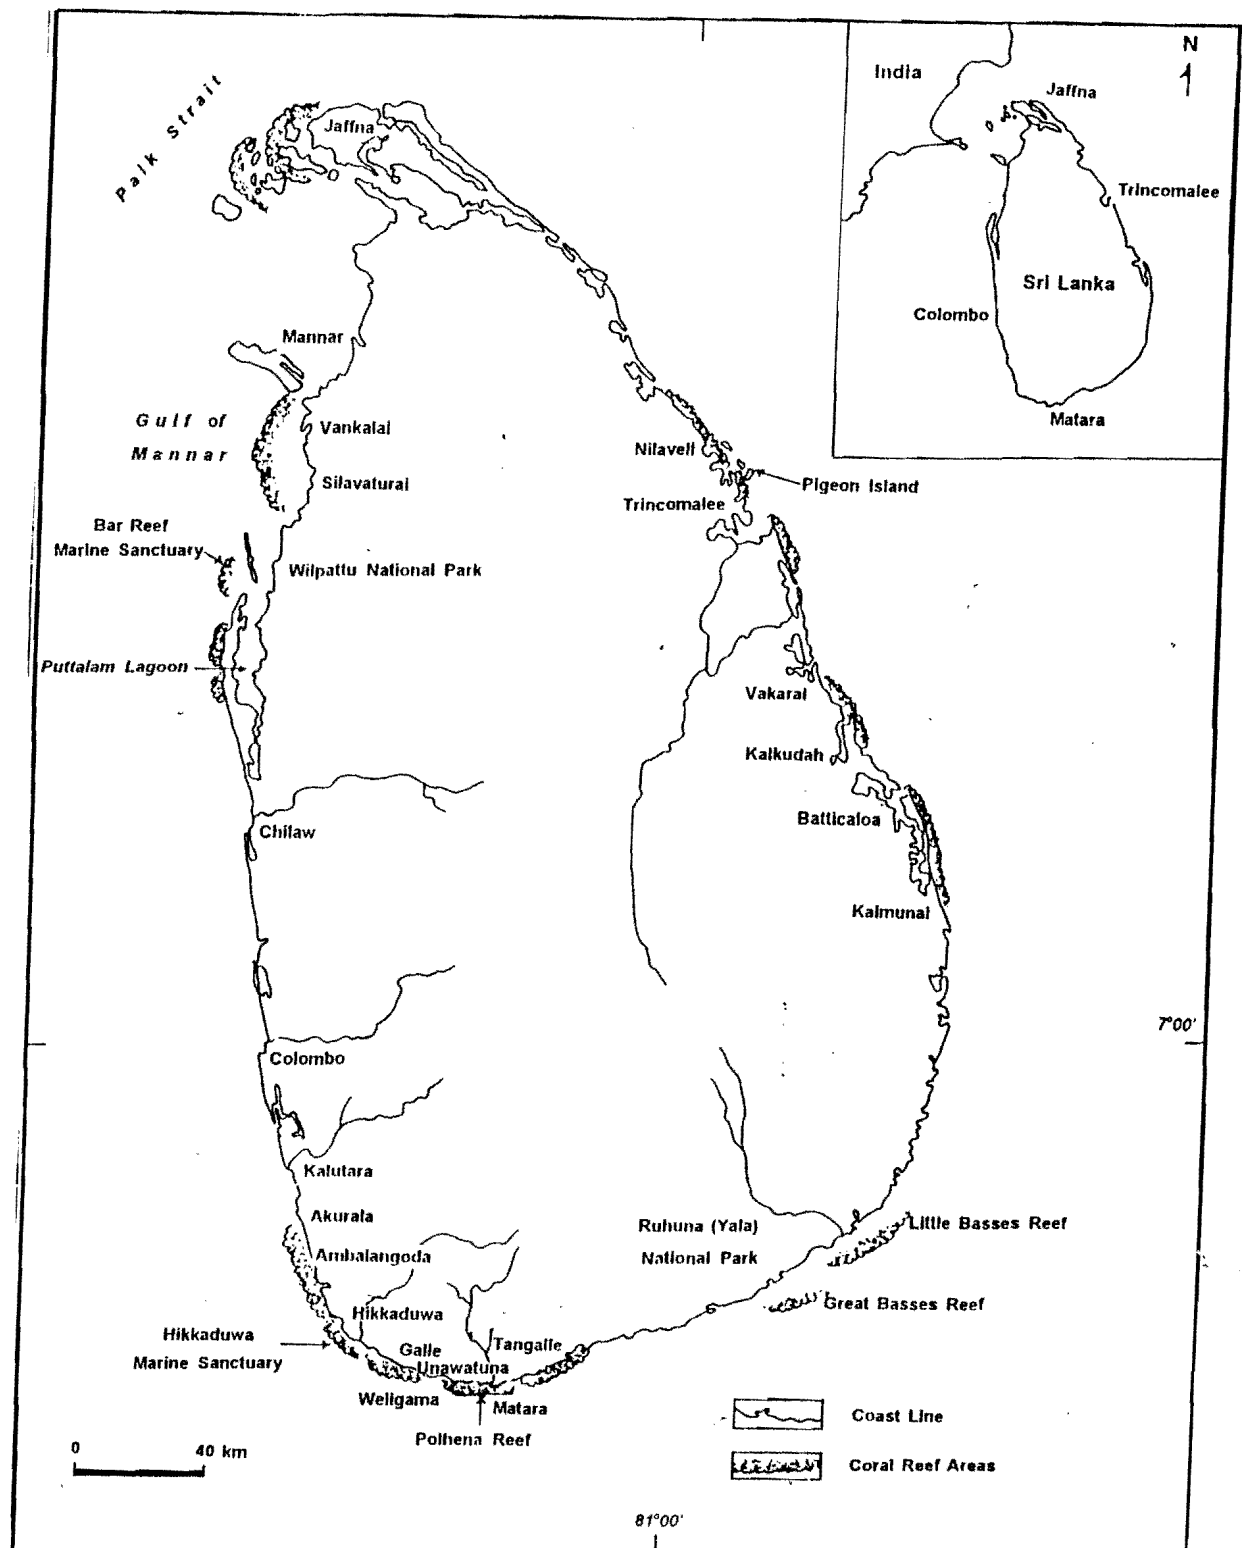 N
India
Jaffna
Trincomalee
Sri Lanka
Colombo
Matara
Palk Strait
Jaffna
Mannar
Gulf of
Mannar
Vankalai
Silavaturai
Nilaveli
Pigeon Island
Trincomalee
Bar Reef
Marine Sanctuary
Wilpattu National Park
Puttalam Lagoon
Vakarai
Kalkudah
Batticaloa
Chilaw
Kalmunai
7°00'
Colombo
Kalutara
Akurala
Ambalangoda
Ruhuna (Yala)
National Park
Little Basses Reef
Great Basses Reef
Hikkaduwa
Hikkaduwa
Marine Sanctuary
Galle
Tangalle
Unawatuna
Weligama
Matara
Polhena Reef
Coast Line
Coral Reef Areas
0 40 km
81°00'